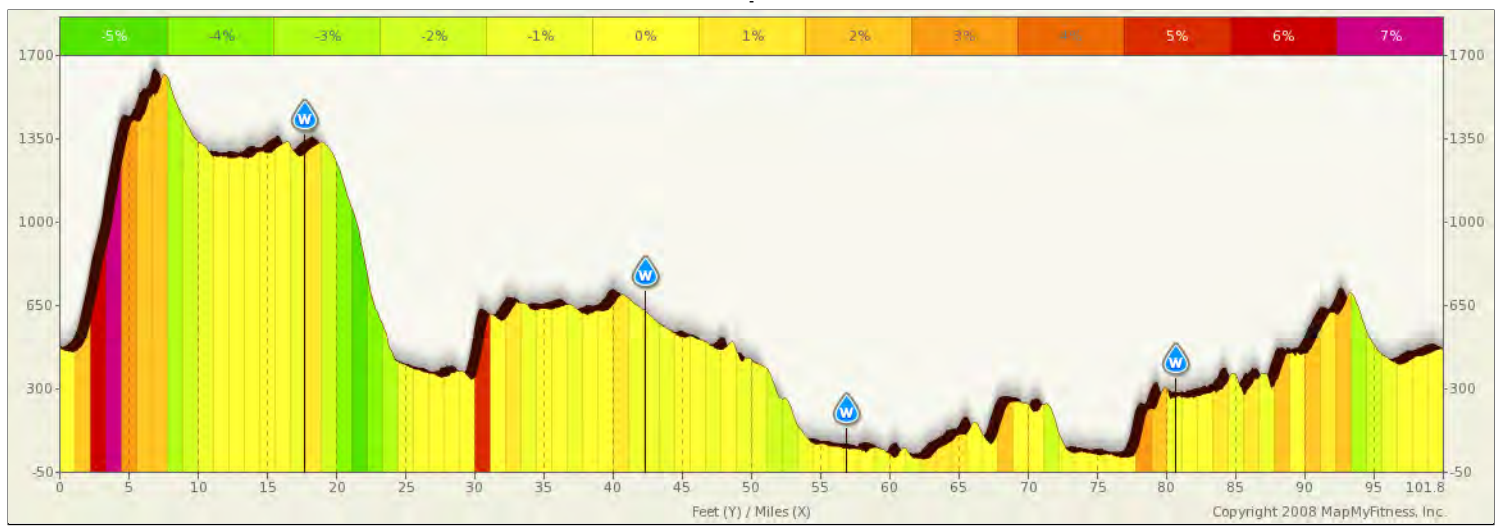 -5% -4% -3% -2% -1% 0% 1% 2% 3% 4% 5% 6% 7%
1700 1700
W
1350 1350
1000 1000
W
650 650
W
300 300
W
-50 -50
0 5 10 15 20 25 30 35 40 45 50 55 60 65 70 75 80 85 90 95 101.8
Feet (Y) / Miles (X) Copyright 2008 MapMyFitness, Inc.